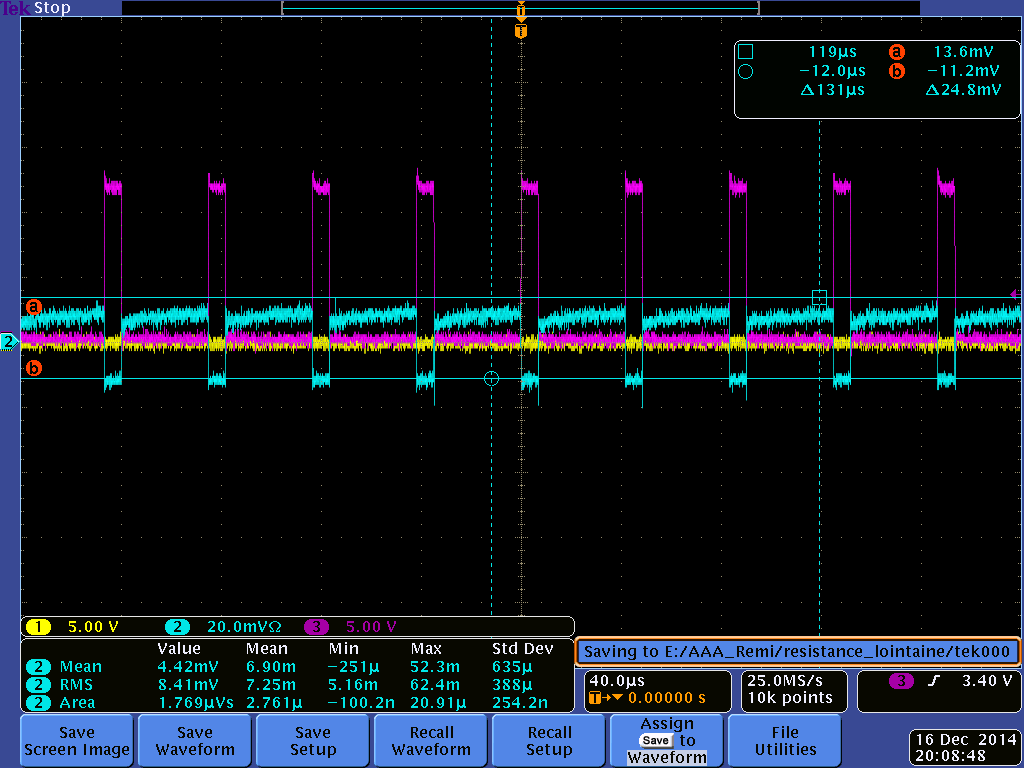 Tek Stop
T
T
119µs a 13.6mV
−12.0µs b −11.2mV
Δ131µs Δ24.8mV
a
2
b
1 5.00 V 2 20.0mVΩ 3 5.00 V
Value Mean Min Max Std Dev
2 Mean 4.42mV 6.90m −251µ 52.3m 635µ
2 RMS 8.41mV 7.25m 5.16m 62.4m 388µ
2 Area 1.769µVs 2.761µ −100.2n 20.91µ 254.2n
Saving to E:/AAA_Remi/resistance_lointaine/tek000
40.0µs
T→▼ 0.00000 s
25.0MS/s
10k points
3 3.40 V
Save
Screen Image
Save
Waveform
Save
Setup
Recall
Waveform
Recall
Setup
Assign
Save to
Waveform
File
Utilities
16 Dec 2014
20:08:48